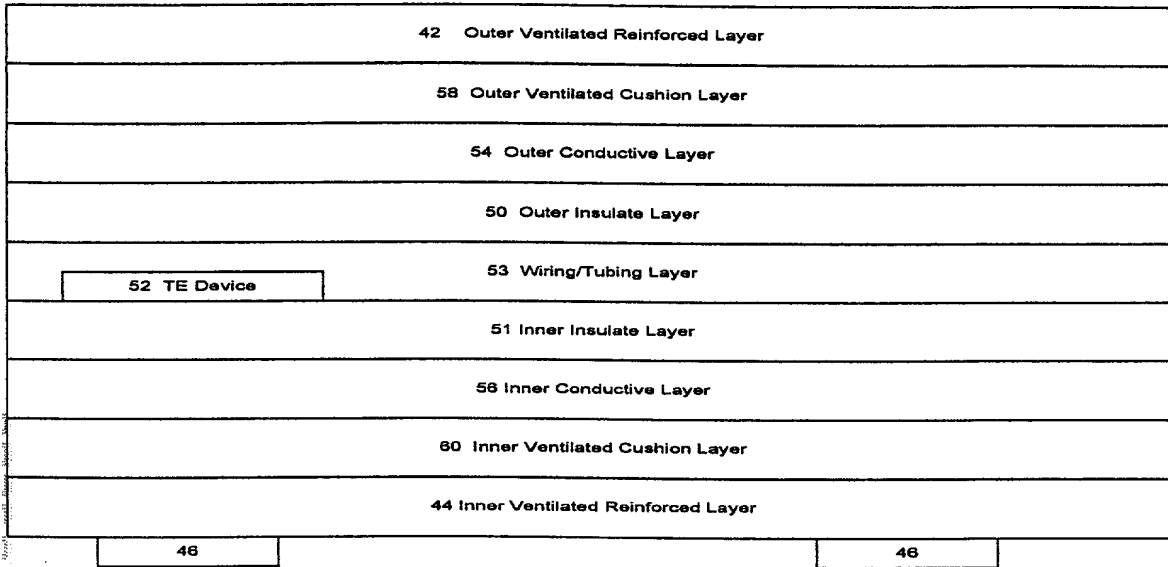 42 Outer Ventilated Reinforced Layer
58 Outer Ventilated Cushion Layer
54 Outer Conductive Layer
50 Outer Insulate Layer
53 Wiring/Tubing Layer
52 TE Device
51 Inner Insulate Layer
56 Inner Conductive Layer
60 Inner Ventilated Cushion Layer
44 Inner Ventilated Reinforced Layer
46 46